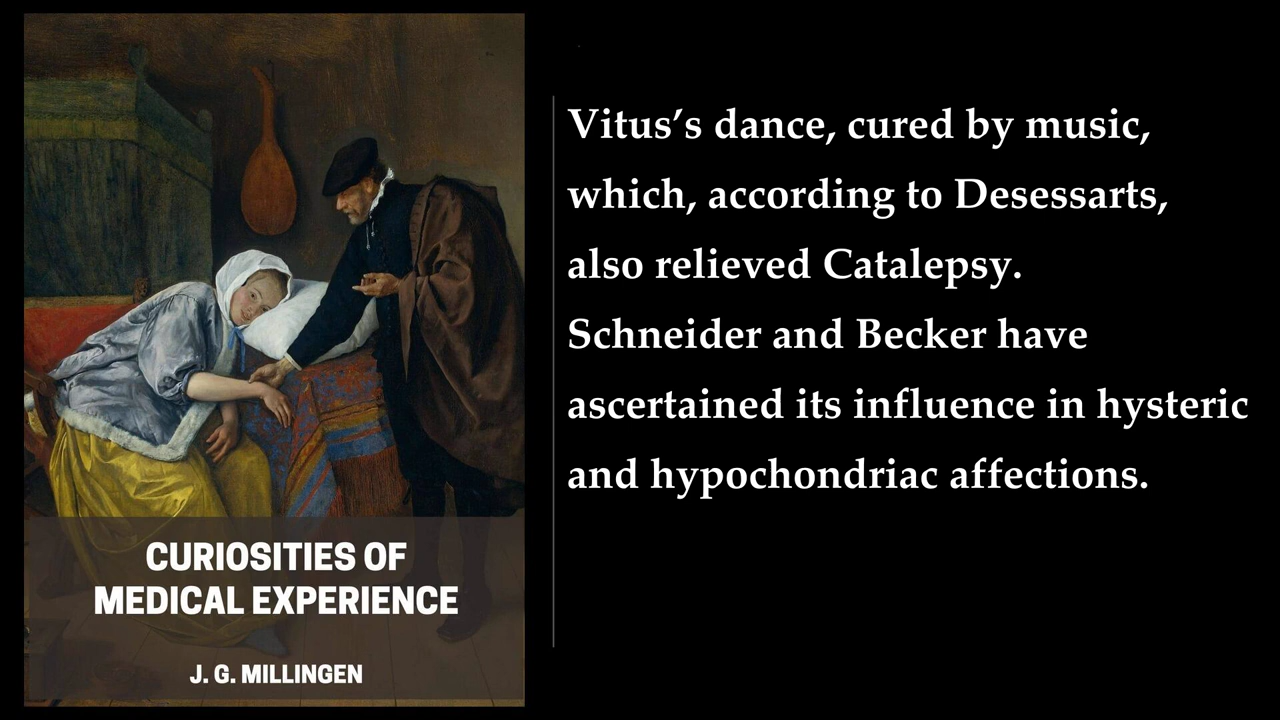 Vitus’s dance, cured by music,
which, according to Desessarts,
also relieved Catalepsy.
Schneider and Becker have
ascertained its influence in hysteric
and hypochondriac affections.
CURIOSITIES OF
MEDICAL EXPERIENCE
J. G. MILLINGEN